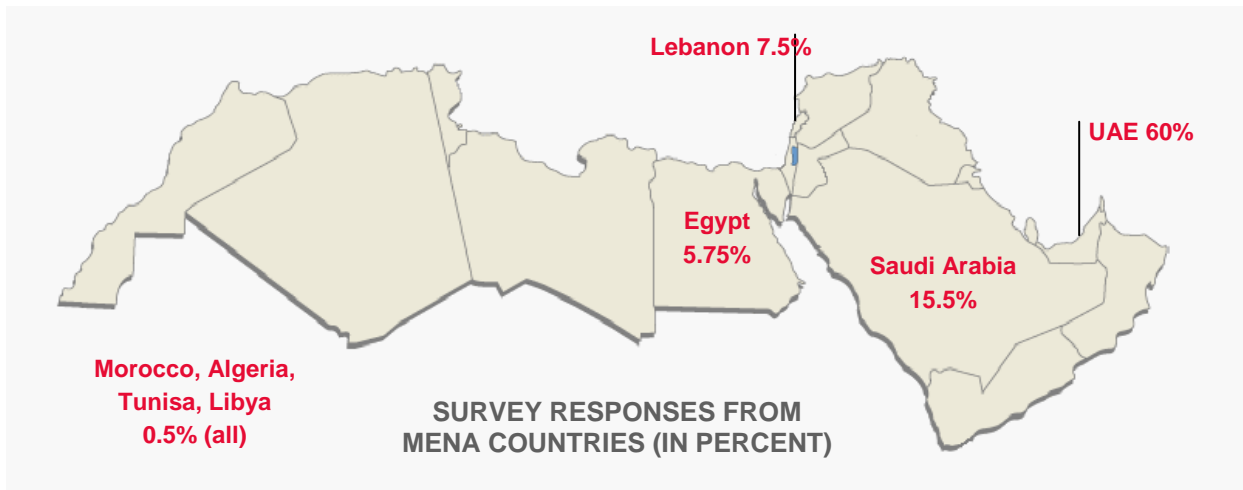 Lebanon 7.5%
UAE 60%
Egypt
5.75%
Saudi Arabia
15.5%
Morocco, Algeria,
Tunisa, Libya
0.5% (all)
SURVEY RESPONSES FROM
MENA COUNTRIES (IN PERCENT)